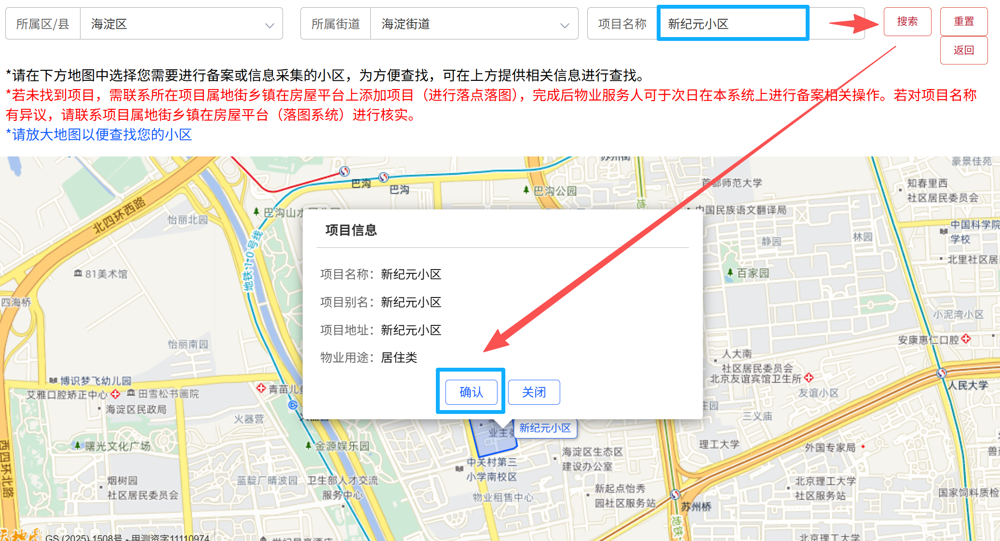 所属区/县 海淀区 所属街道 海淀街道 项目名称 新纪元小区 搜索 重置
返回
*请在下方地图中选择您需要进行备案或信息采集的小区，为方便查找，可在上方提供相关信息进行查找。
*若未找到项目，需联系所在项目属地街乡镇在房屋平台上添加项目（进行落点落图），完成后物业服务人可于次日在本系统上进行备案相关操作。若对项目名称
有异议，请联系项目属地街乡镇在房屋平台（落图系统）进行核实。
*请放大地图以便查找您的小区
苏州街
豪景佳苑
巴沟
巴沟
巴沟公园
首都师范大学
知春里西
社区居民委员会
北四环西路
怡丽北园
巴沟山水
中国民族语文翻译局
中国科学院
学校
静园
林园
地铁10号线
81美术馆
百家园
北里社区居
四海桥
小泥湾小区
怡丽南园
安康惠仁口腔
人大南
社区居民委员会
北京友谊宾馆卫生所
友谊小区
人民大学
项目信息
项目名称：新纪元小区
项目别名：新纪元小区
项目地址：新纪元小区
物业用途：居住类
确认 关闭
博识梦飞幼儿园
艾雅口腔矫正中心
田雪松书画院
青苗儿童
海淀区民政局
火器营
三义庙
业主委
新纪元小区
曙光文化广场
金源娱乐园
理工大学
外国专家局
西四环北路
海淀区生态区
建设办公室
中关村第三
小学南校区
烟树园
社区居民委员会
蓝靛厂晴波园
卫生部人才交流
服务中心
物业租售中心
新起点怡秀
园社区服务站
北京理工大学
社区服务站
国家饲料质检
苏州桥
地铁
天地图
GS (2025) 1508号 - 甲测资字11110974
北京理工大学